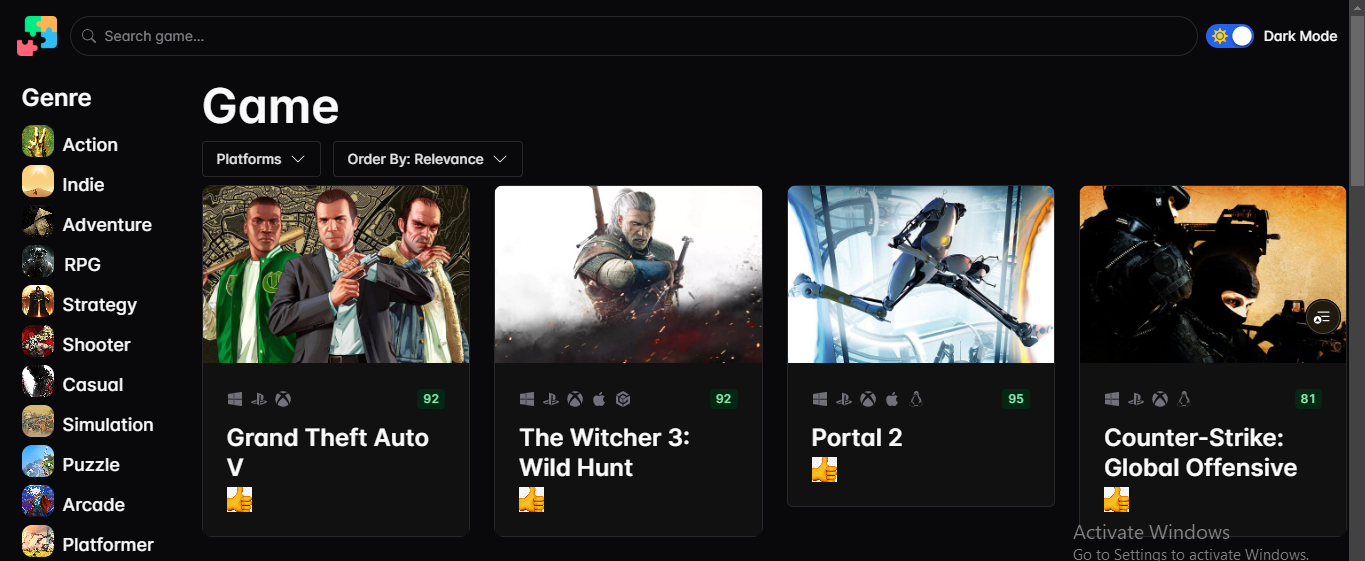 Search game...
Dark Mode
Genre
Action
Indie
Adventure
RPG
Strategy
Shooter
Casual
Simulation
Puzzle
Arcade
Platformer
Game
Platforms
Order By: Relevance
92
Grand Theft Auto
V
92
The Witcher 3:
Wild Hunt
95
Portal 2
81
Counter-Strike:
Global Offensive
Activate Windows
Go to Settings to activate Windows.